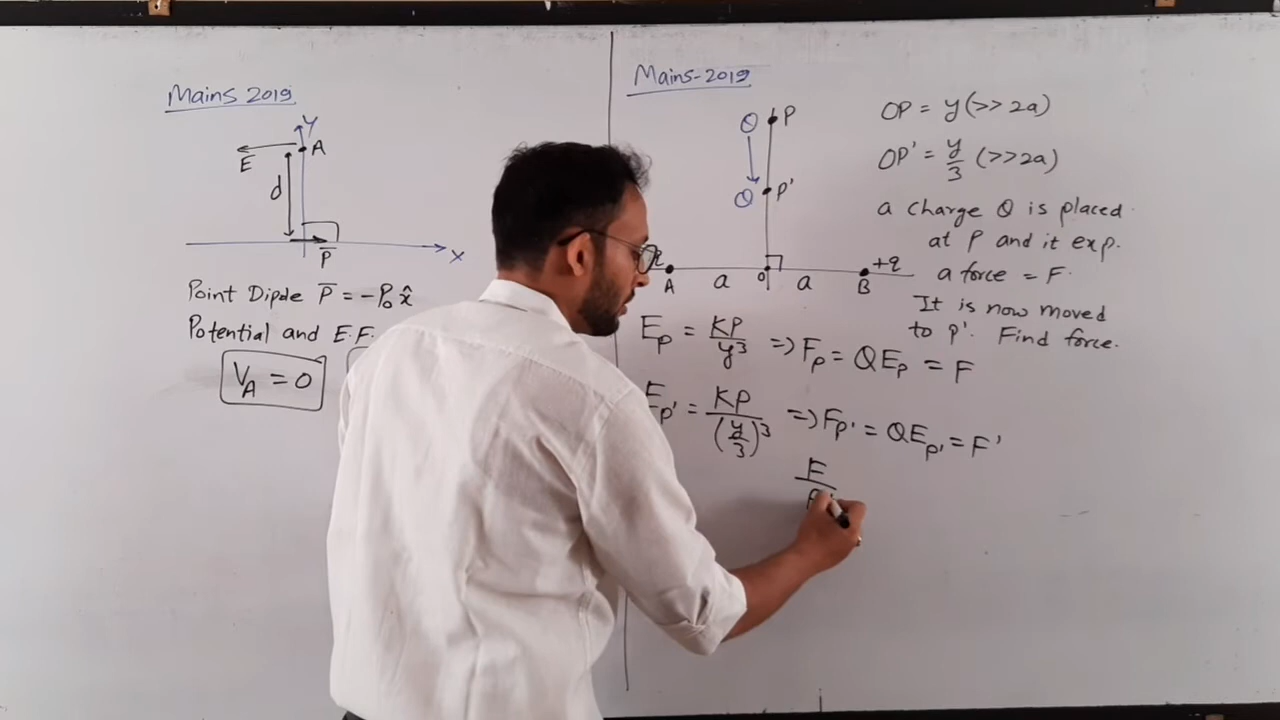 Mains 2019
Y
A
E
d
P̅
x
Point Dipole P̅ = -P₀ x̂
Potential and E.F.
V_A = 0
Mains-2019
Q P
Q P'
A a O a B +q
OP = y (>> 2a)
OP' = y/3 (>> 2a)
a charge Q is placed
at P and it exp.
a force = F.
It is now moved
to P'. Find force.
E_P = KP/y³ => F_P = QE_P = F
E_P' = KP/(y/3)³ => F_P' = QE_P' = F'
F